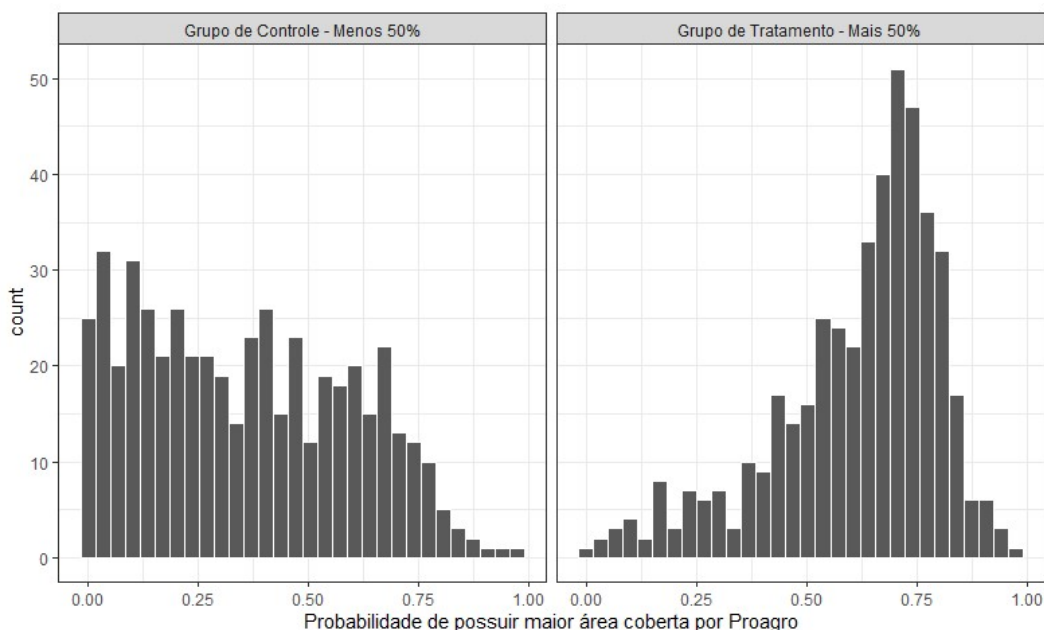 Grupo de Controle - Menos 50%
Grupo de Tratamento - Mais 50%
50
40
30
20
10
0
count
0.00 0.25 0.50 0.75 1.00 0.00 0.25 0.50 0.75 1.00
Probabilidade de possuir maior área coberta por Proagro